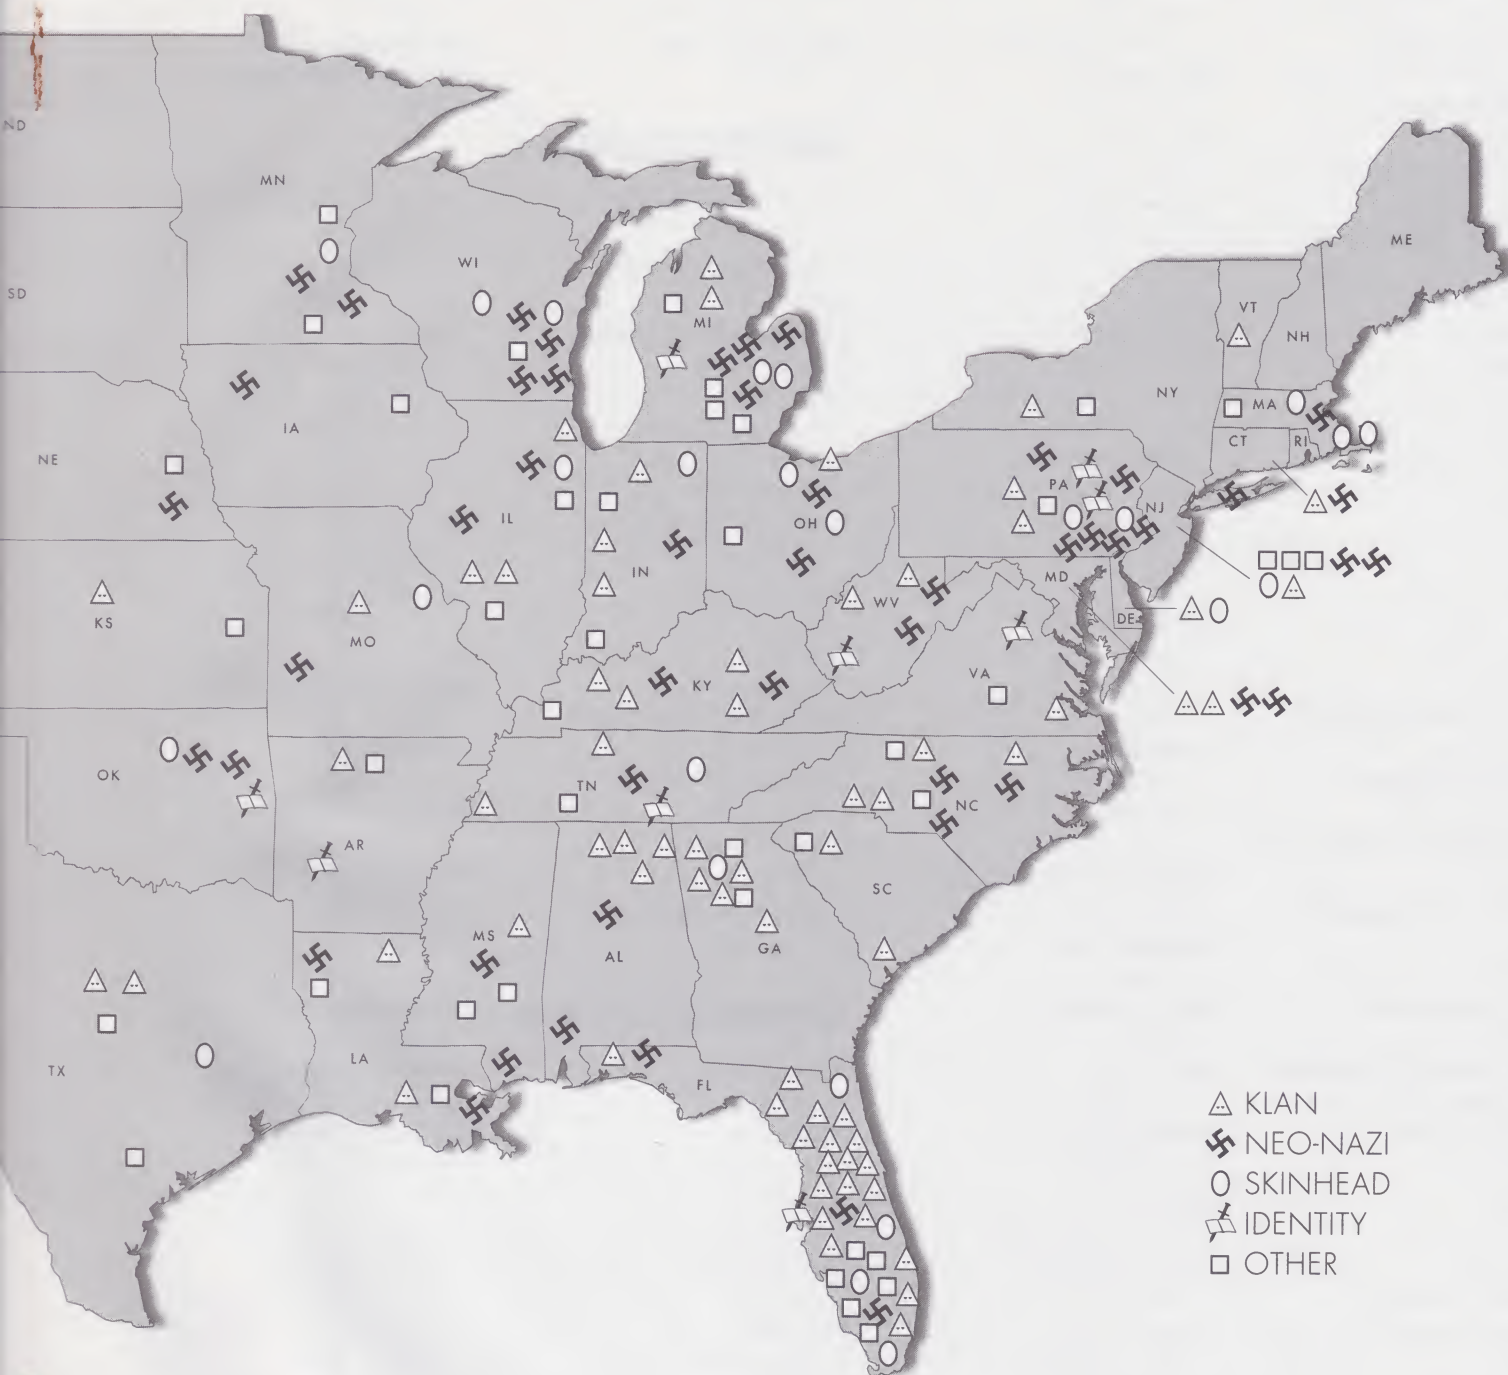 ND
MN
ME
WI
SD
VT
MI
NH
NY
MA
IA
CT
RI
NE
PA
NJ
IL
OH
IN
MD
WV
DE
KS
MO
VA
KY
OK
TN
NC
AR
SC
MS
GA
AL
LA
TX
FL
KLAN
NEO-NAZI
SKINHEAD
IDENTITY
OTHER